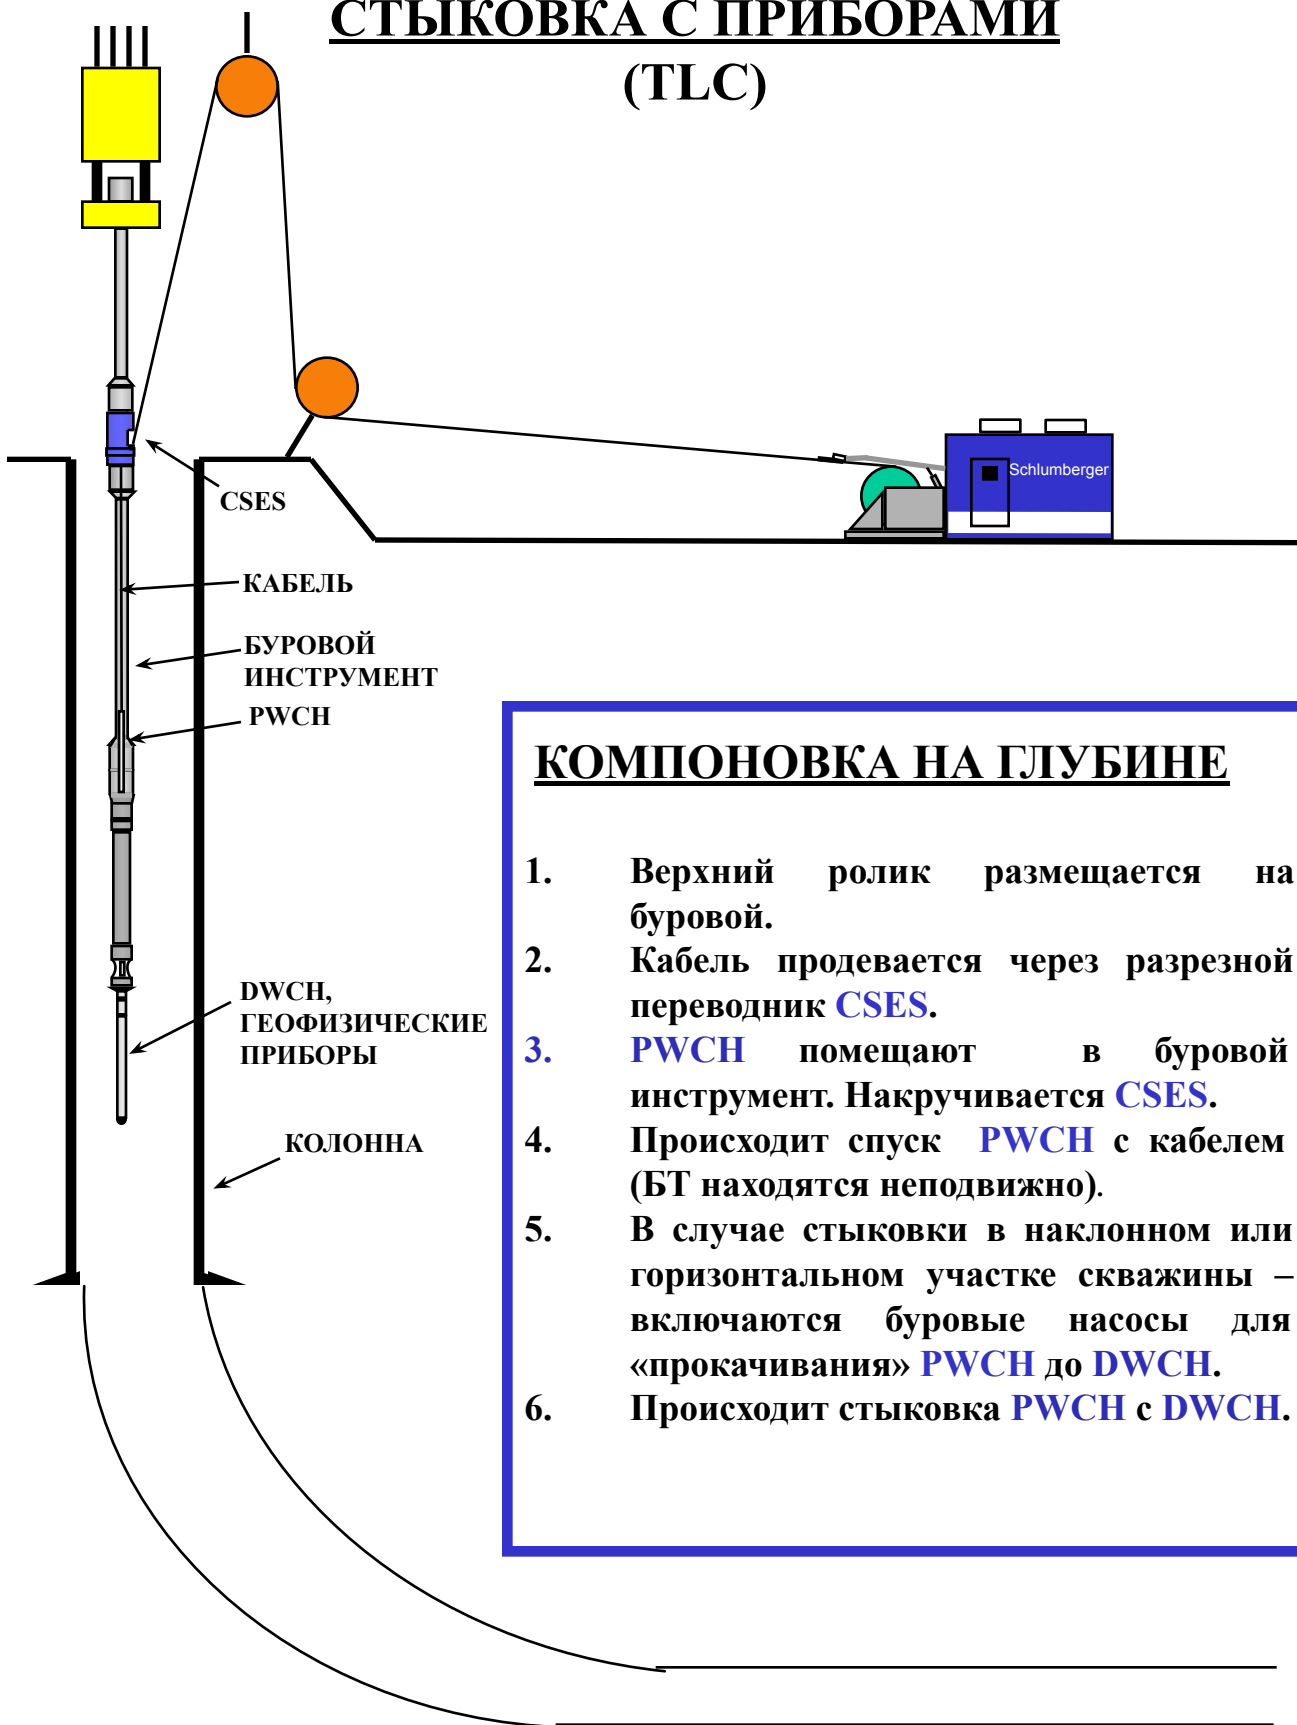 СТЫКОВКА С ПРИБОРАМИ
(TLC)
Schlumberger
CSES
КАБЕЛЬ
БУРОВОЙ
ИНСТРУМЕНТ
PWCH
DWCH,
ГЕОФИЗИЧЕСКИЕ
ПРИБОРЫ
КОЛОННА
КОМПОНОВКА НА ГЛУБИНЕ
1. Верхний ролик размещается на
буровой.
2. Кабель продевается через разрезной
переводник CSES.
3. PWCH помещают в буровой
инструмент. Накручивается CSES.
4. Происходит спуск PWCH с кабелем
(БТ находятся неподвижно).
5. В случае стыковки в наклонном или
горизонтальном участке скважины –
включаются буровые насосы для
«прокачивания» PWCH до DWCH.
6. Происходит стыковка PWCH с DWCH.